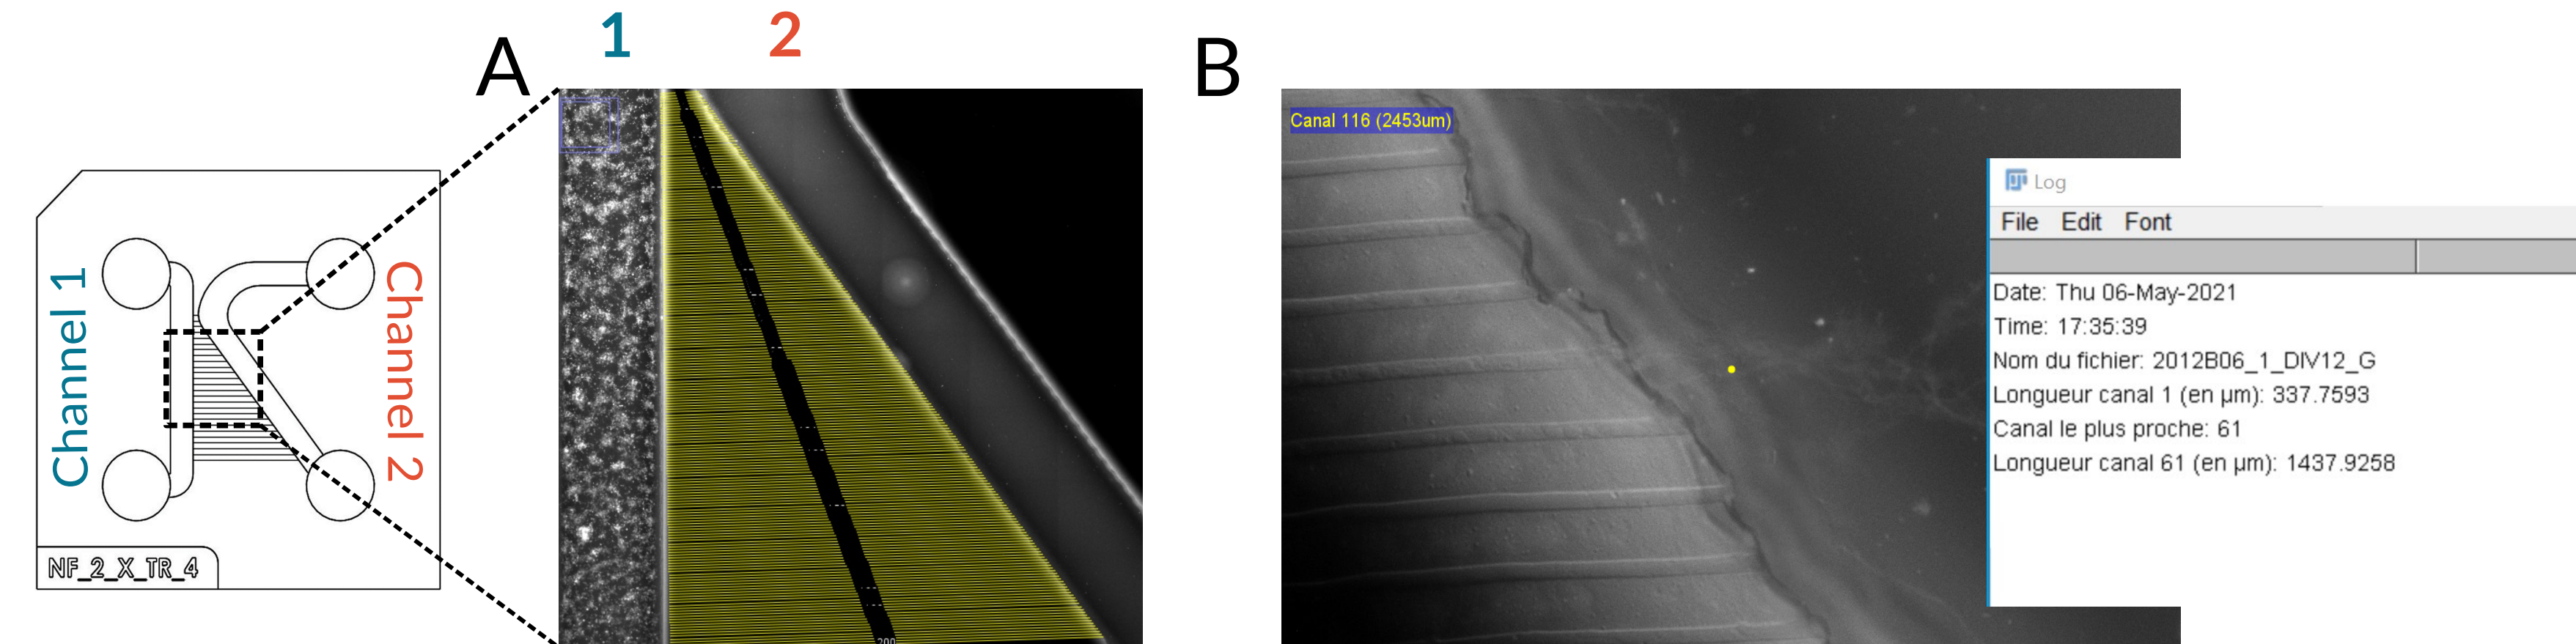 1 2
A
B
Canal 116 (2453um)
Channel 1
Channel 2
NF_2_X_TR_4
200
Log
File Edit Font
Date: Thu 06-May-2021
Time: 17:35:39
Nom du fichier: 2012B06_1_DIV12_G
Longueur canal 1 (en µm): 337.7593
Canal le plus proche: 61
Longueur canal 61 (en µm): 1437.9258